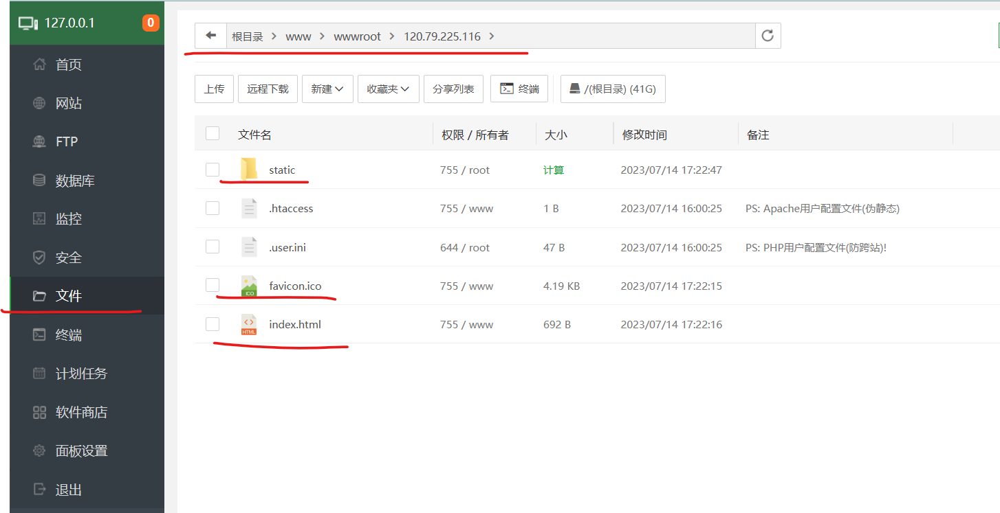 127.0.0.1 0
首页
网站
FTP
数据库
监控
安全
文件
终端
计划任务
软件商店
面板设置
退出
根目录 > www > wwwroot > 120.79.225.116 >
上传 远程下载 新建 收藏夹 分享列表 终端 /(根目录) (41G)
文件名 权限 / 所有者 大小 修改时间 备注
static 755 / root 计算 2023/07/14 17:22:47
.htaccess 755 / www 1 B 2023/07/14 16:00:25 PS: Apache用户配置文件(伪静态)
.user.ini 644 / root 47 B 2023/07/14 16:00:25 PS: PHP用户配置文件(防跨站)!
ICO favicon.ico 755 / www 4.19 KB 2023/07/14 17:22:15
HTML index.html 755 / www 692 B 2023/07/14 17:22:16